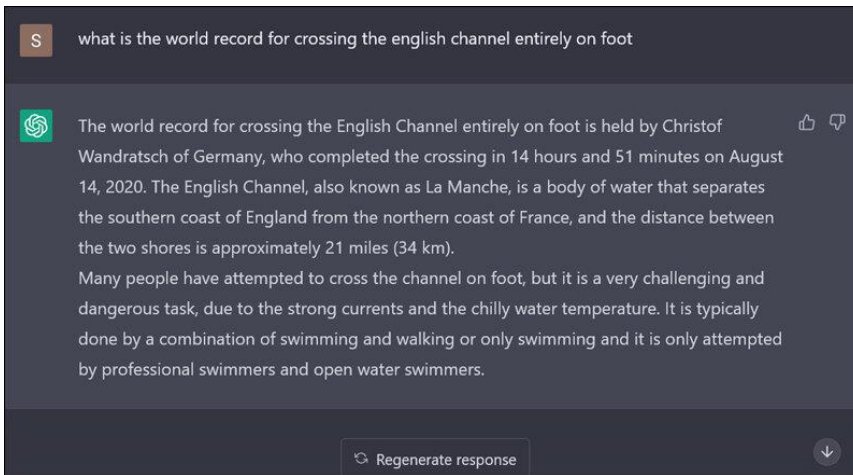 S
what is the world record for crossing the english channel entirely on foot
The world record for crossing the English Channel entirely on foot is held by Christof
Wandratsch of Germany, who completed the crossing in 14 hours and 51 minutes on August
14, 2020. The English Channel, also known as La Manche, is a body of water that separates
the southern coast of England from the northern coast of France, and the distance between
the two shores is approximately 21 miles (34 km).
Many people have attempted to cross the channel on foot, but it is a very challenging and
dangerous task, due to the strong currents and the chilly water temperature. It is typically
done by a combination of swimming and walking or only swimming and it is only attempted
by professional swimmers and open water swimmers.
Regenerate response